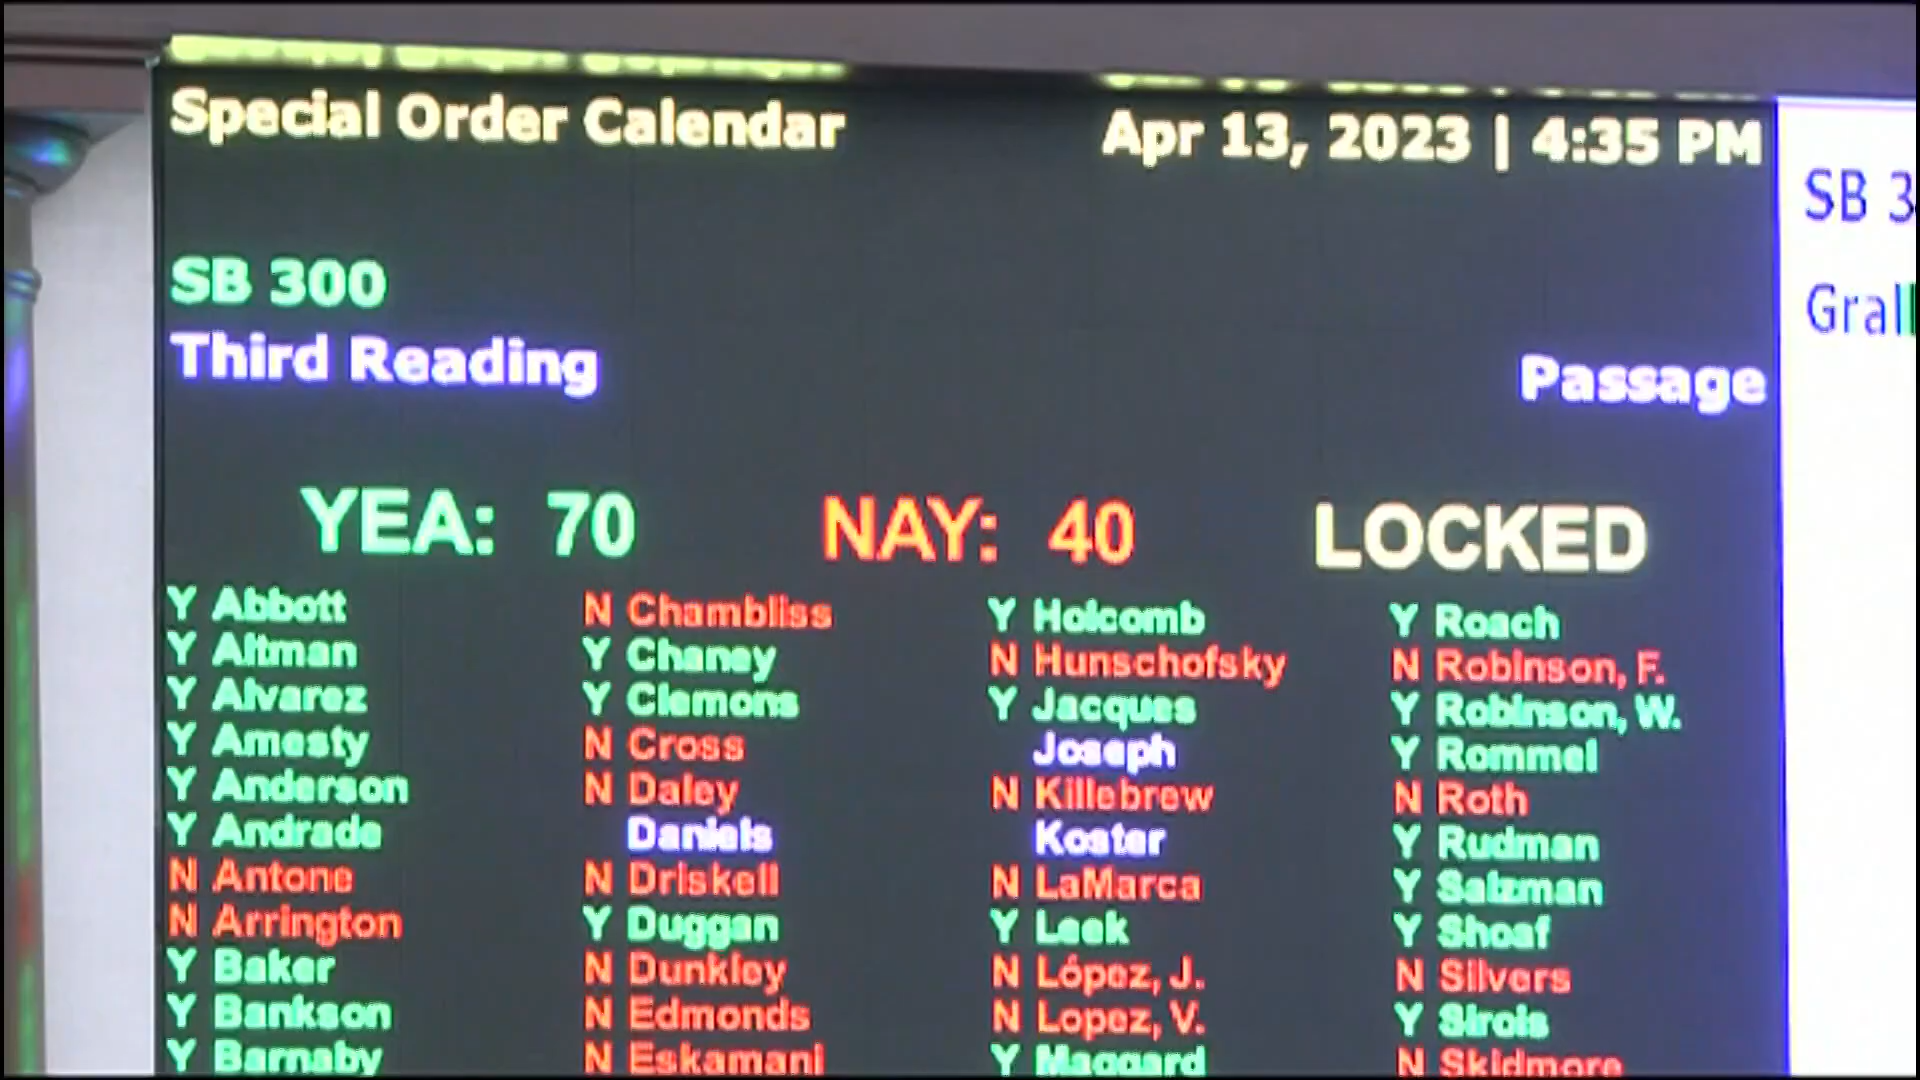 Special Order Calendar Apr 13, 2023 | 4:35 PM
SB 300
Third Reading Passage
YEA: 70 NAY: 40 LOCKED
Y Abbott N Chambliss Y Holcomb Y Roach
Y Altman Y Chaney N Hunschofsky N Robinson, F.
Y Alvarez Y Clemons Y Jacques Y Robinson, W.
Y Amesty N Cross Joseph Y Rommel
Y Anderson N Daley N Killebrew N Roth
Y Andrade Daniels Koster Y Rudman
N Antone N Driskell N LaMarca Y Salzman
N Arrington Y Duggan Y Leek Y Shoaf
Y Baker N Dunkley N López, J. N Silvers
Y Bankson N Edmonds N Lopez, V. Y Sirois
Y Barnaby N Eskamani Y Maggard N Skidmore
SB 3
Grall